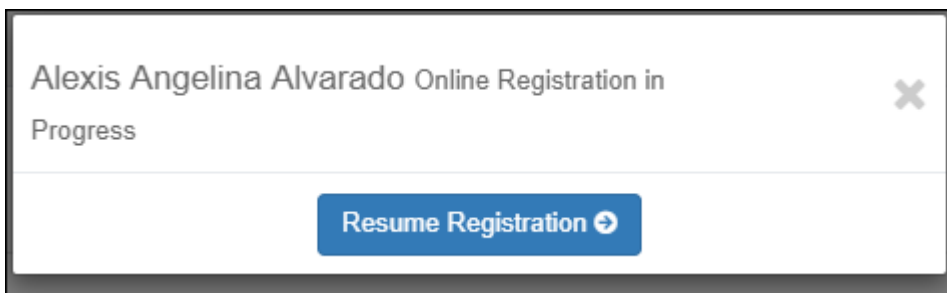 Alexis Angelina Alvarado Online Registration in
Progress
Resume Registration